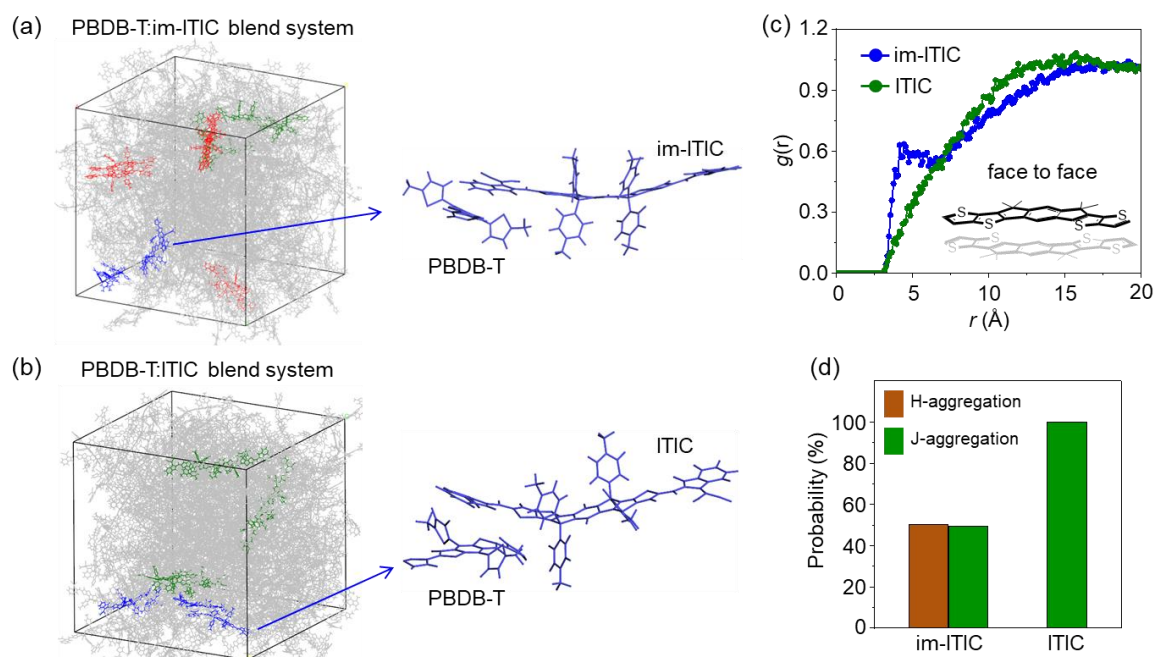 (a)
PBDB-T:im-ITIC blend system
im-ITIC
PBDB-T
(b)
PBDB-T:ITIC blend system
ITIC
PBDB-T
(c)
im-ITIC
ITIC
g(r)
1.2
0.9
0.6
0.3
0.0
face to face
S
S
S
S
0
5
10
15
20
r (Å)
(d)
H-aggregation
J-aggregation
Probability (%)
100
80
60
40
20
0
im-ITIC
ITIC